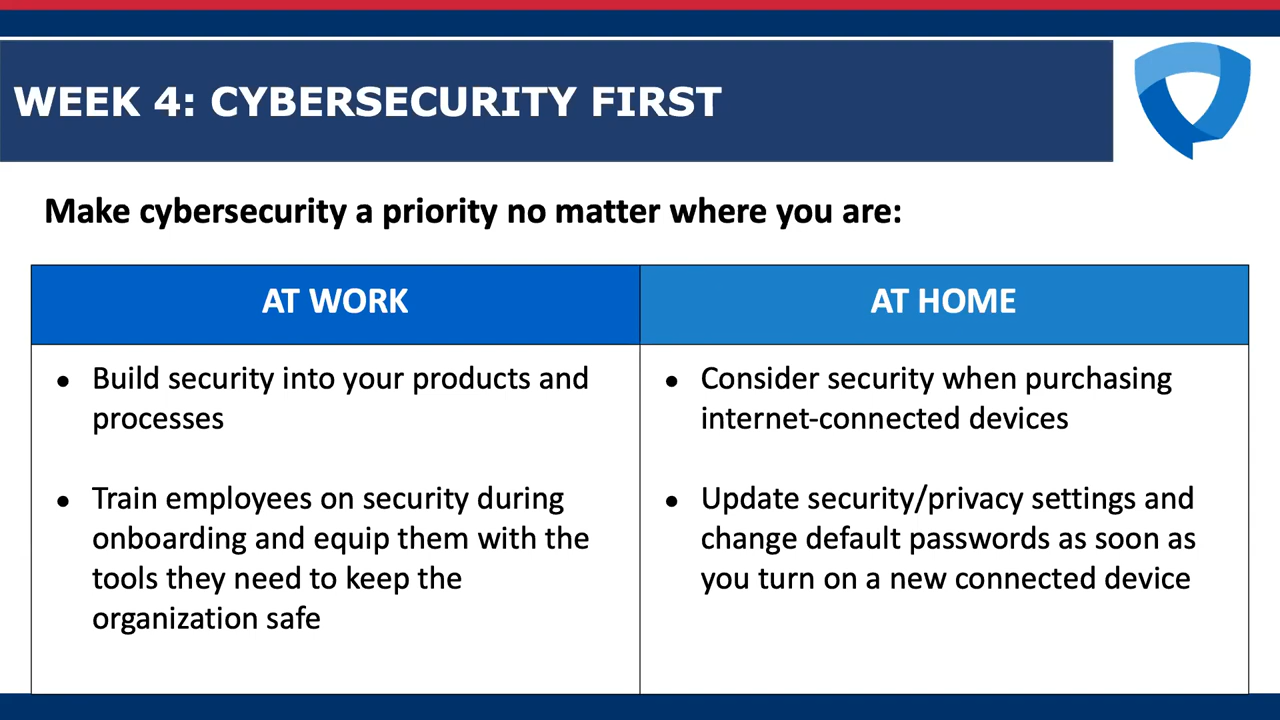 WEEK 4: CYBERSECURITY FIRST
Make cybersecurity a priority no matter where you are:
AT WORK
● Build security into your products and
processes
● Train employees on security during
onboarding and equip them with the
tools they need to keep the
organization safe
AT HOME
● Consider security when purchasing
internet-connected devices
● Update security/privacy settings and
change default passwords as soon as
you turn on a new connected device